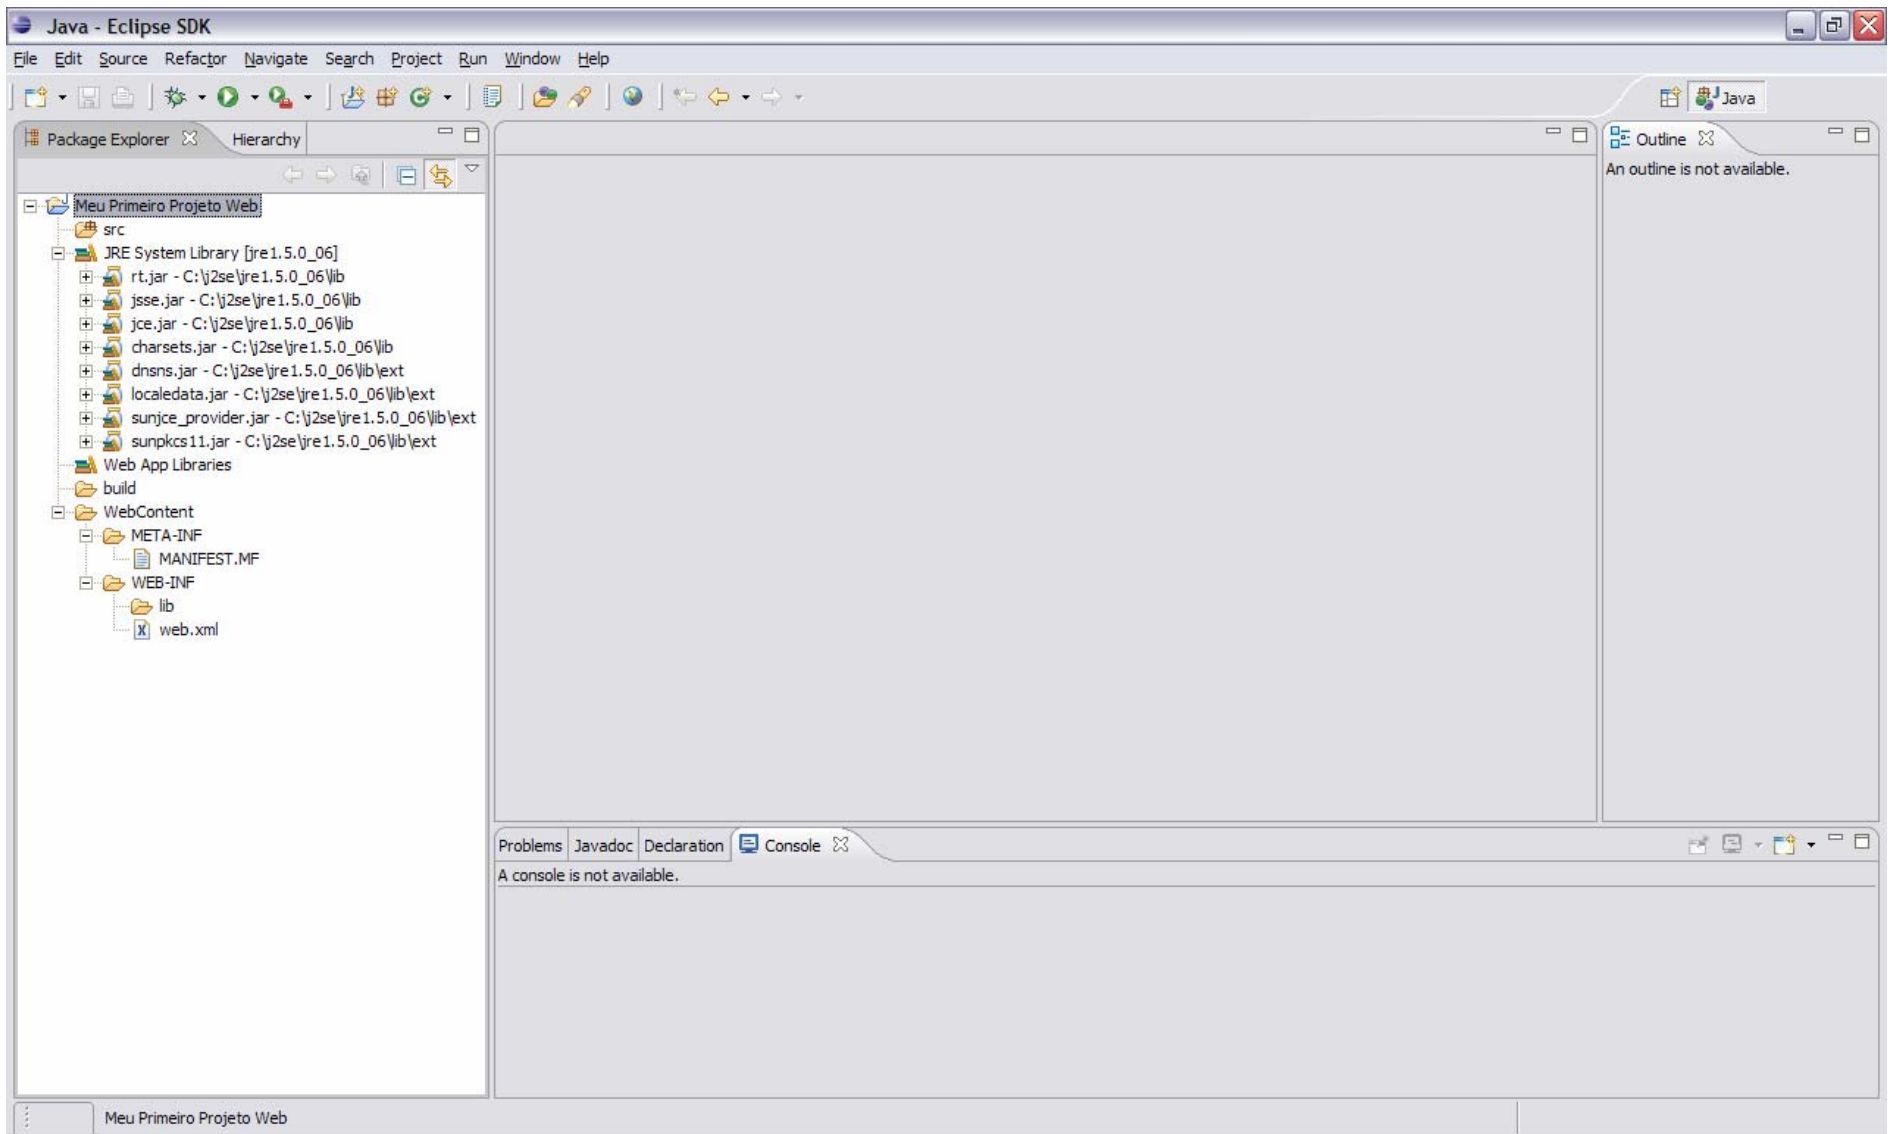 Java - Eclipse SDK
File Edit Source Refactor Navigate Search Project Run Window Help
Java
Package Explorer Hierarchy
Outline
An outline is not available.
Meu Primeiro Projeto Web
src
JRE System Library [jre1.5.0_06]
rt.jar - C:\j2se\jre1.5.0_06\lib
jsse.jar - C:\j2se\jre1.5.0_06\lib
jce.jar - C:\j2se\jre1.5.0_06\lib
charsets.jar - C:\j2se\jre1.5.0_06\lib
dnsns.jar - C:\j2se\jre1.5.0_06\lib\ext
localedata.jar - C:\j2se\jre1.5.0_06\lib\ext
sunjce_provider.jar - C:\j2se\jre1.5.0_06\lib\ext
sunpkcs11.jar - C:\j2se\jre1.5.0_06\lib\ext
Web App Libraries
build
WebContent
META-INF
MANIFEST.MF
WEB-INF
lib
web.xml
Problems Javadoc Declaration Console
A console is not available.
Meu Primeiro Projeto Web